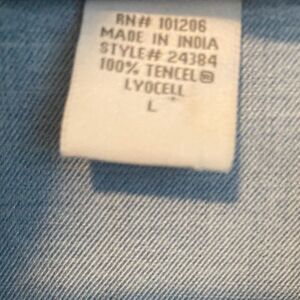 RN# 101206
MADE IN INDIA
STYLE# 24384
100% TENCEL®
LYOCELL
L